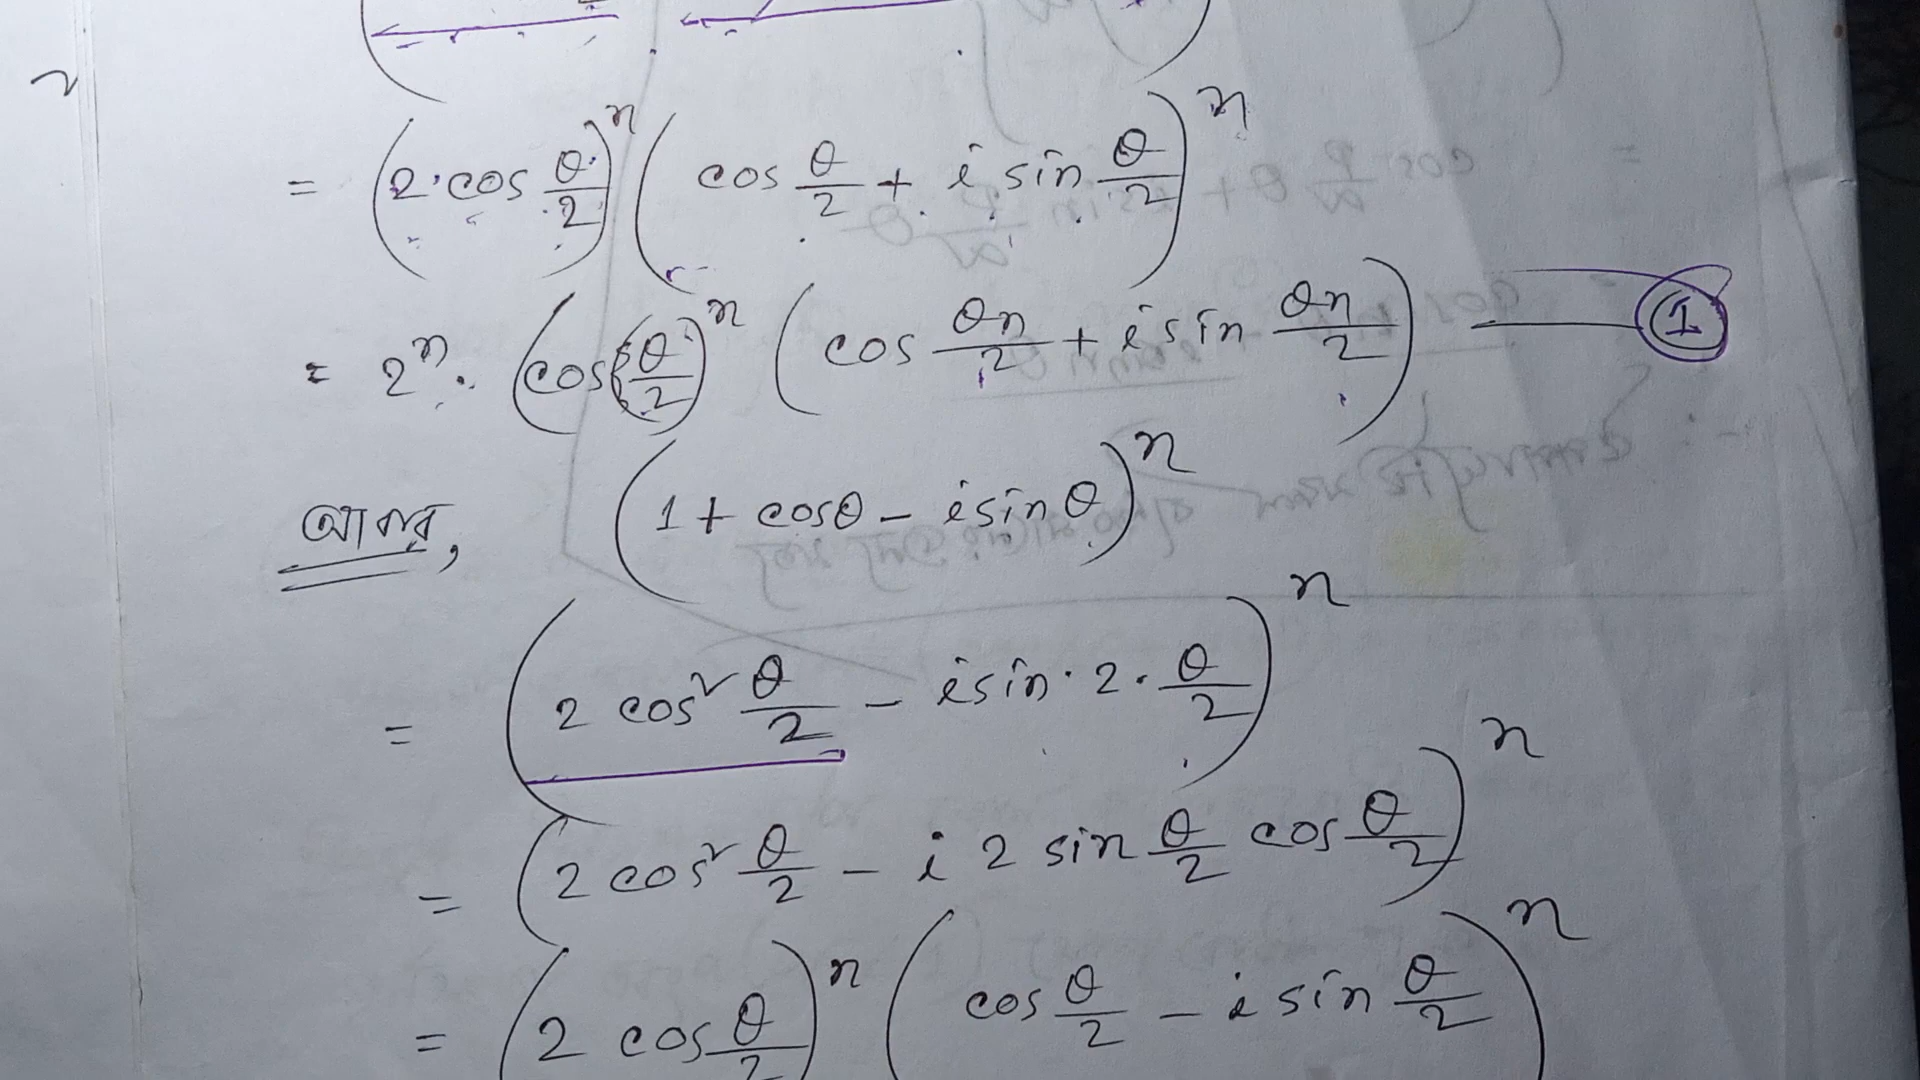 = (2·cos θ/2)ⁿ (cos θ/2 + i sin θ/2)ⁿ
= 2ⁿ · (cos(θ/2))ⁿ (cos θn/2 + i sin θn/2) —— ①
আবার, (1 + cosθ − i sin θ)ⁿ
= (2 cos² θ/2 − i sin · 2 · θ/2)ⁿ
= (2 cos² θ/2 − i 2 sin θ/2 cos θ/2)ⁿ
= (2 cos θ/2)ⁿ (cos θ/2 − i sin θ/2)ⁿ